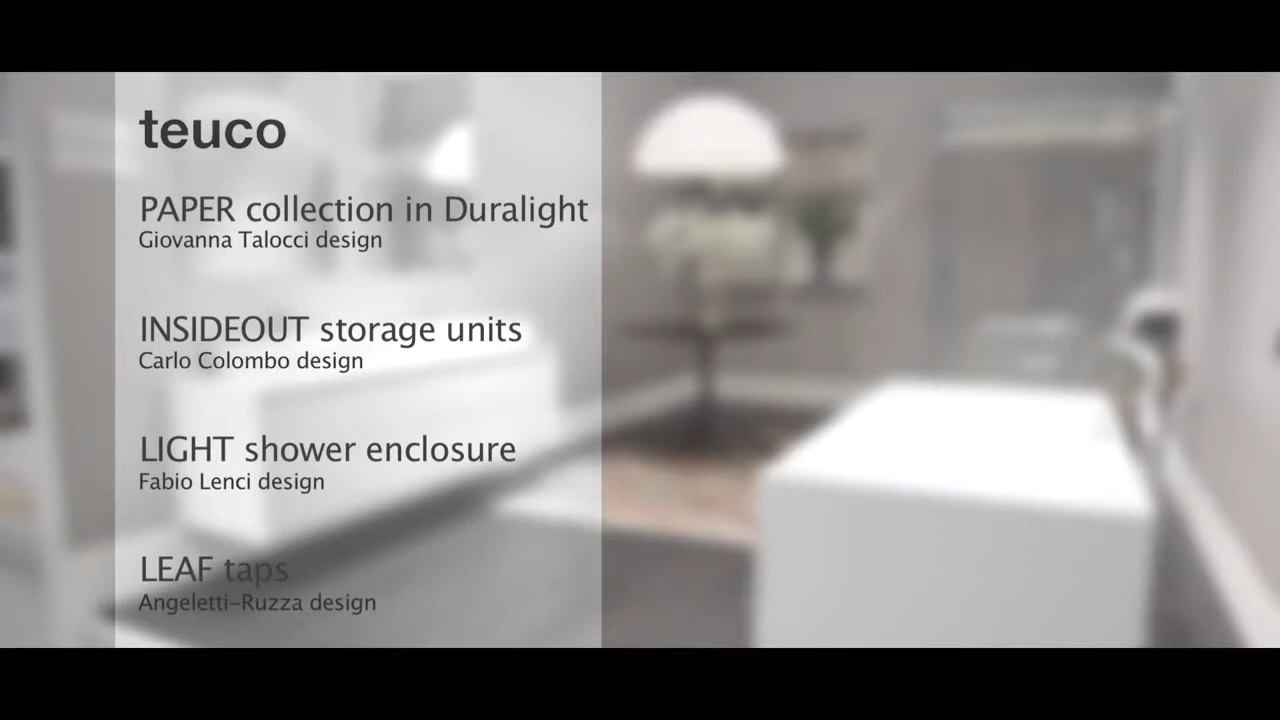 teuco
PAPER collection in Duralight
Giovanna Talocci design
INSIDEOUT storage units
Carlo Colombo design
LIGHT shower enclosure
Fabio Lenci design
LEAF taps
Angeletti-Ruzza design